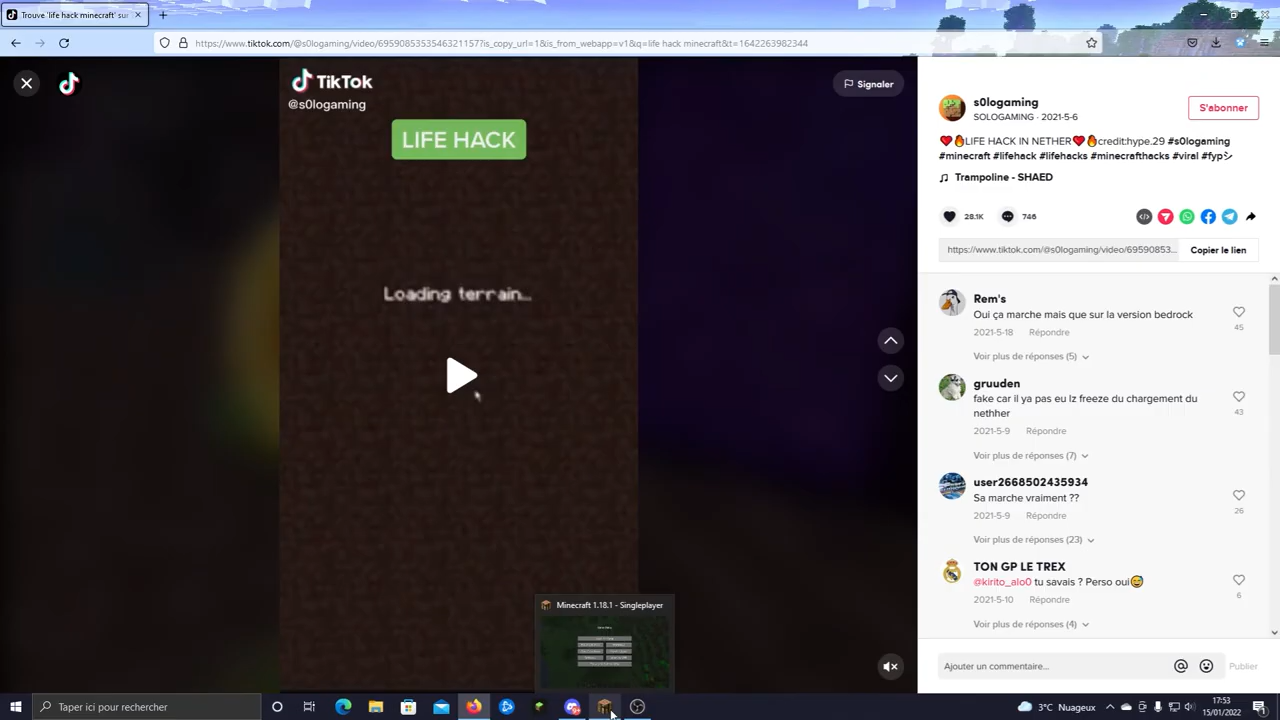 Trouve 'life hack minecraft' sur
https://www.tiktok.com/@s0logaming/video/6959085353546321157?is_copy_url=1&is_from_webapp=v1&q=life hack minecraft&t=1642263982344
TikTok
@s0logaming
LIFE HACK
Signaler
Loading terrain...
s0logaming
SOLOGAMING · 2021-5-6
S'abonner
❤️🔥LIFE HACK IN NETHER❤️🔥credit:hype.29 #s0logaming
#minecraft #lifehack #lifehacks #minecrafthacks #viral #fypシ
♫ Trampoline - SHAED
28.1K
746
https://www.tiktok.com/@s0logaming/video/69590853...
Copier le lien
Rem's
Oui ça marche mais que sur la version bedrock
2021-5-18 Répondre
45
Voir plus de réponses (5)
gruuden
fake car il ya pas eu lz freeze du chargement du
nethher
2021-5-9 Répondre
43
Voir plus de réponses (7)
user2668502435934
Sa marche vraiment ??
2021-5-9 Répondre
26
Voir plus de réponses (23)
TON GP LE TREX
@kirito_alo0 tu savais ? Perso oui😅
2021-5-10 Répondre
6
Voir plus de réponses (4)
Ajouter un commentaire...
Publier
Minecraft 1.18.1 - Singleplayer
Taper ici pour rechercher
3°C Nuageux
17:53
15/01/2022